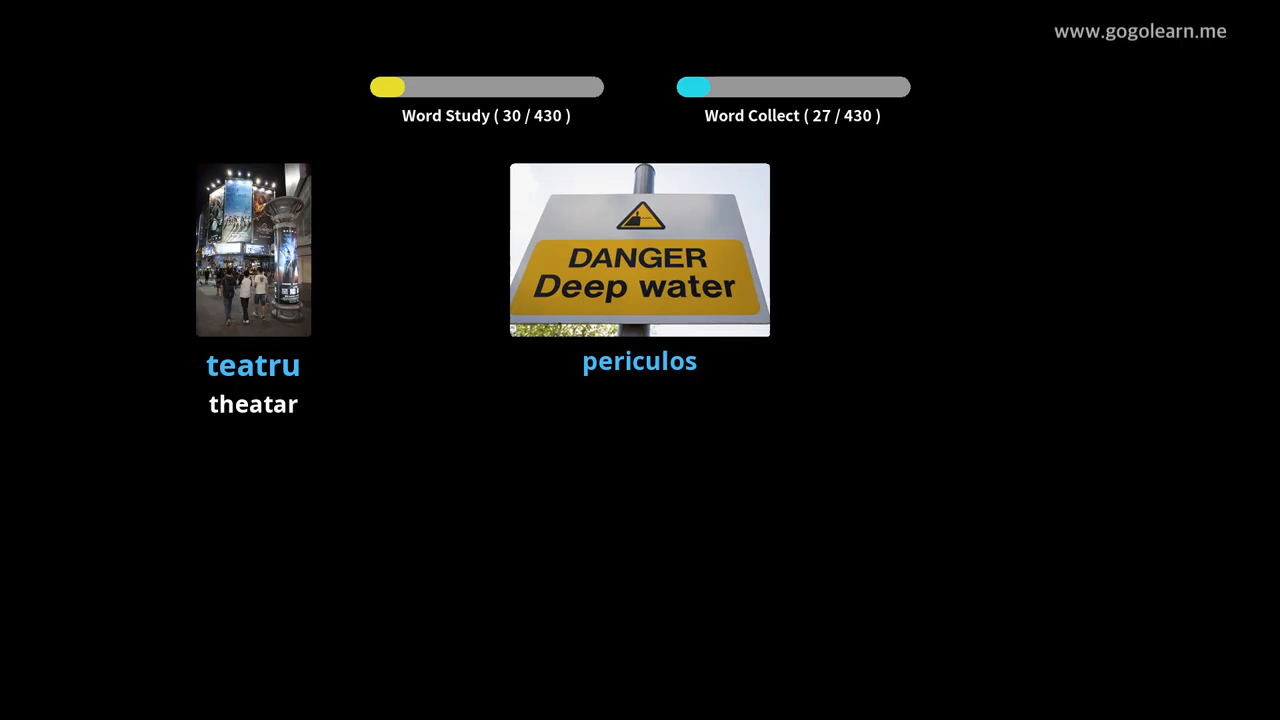 www.gogolearn.me
Word Study ( 30 / 430 )
Word Collect ( 27 / 430 )
DANGER
Deep water
teatru
periculos
theatar